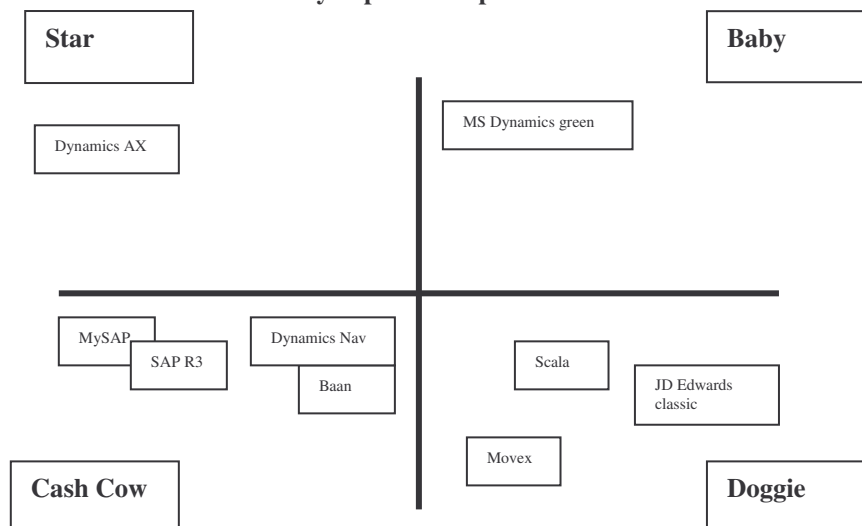 Star
Baby
MS Dynamics green
Dynamics AX
MySAP
Dynamics Nav
SAP R3
Scala
Baan
JD Edwards
classic
Movex
Cash Cow
Doggie